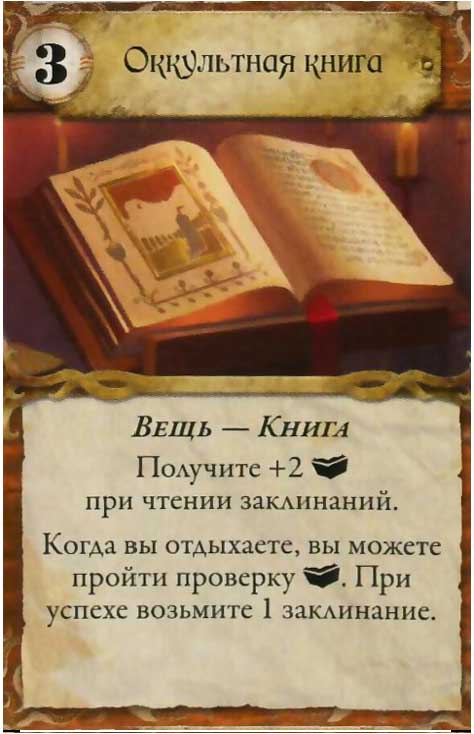 3
Оккультная книга
Вещь — Книга
Получите +2
при чтении заклинаний.
Когда вы отдыхаете, вы можете
пройти проверку . При
успехе возьмите 1 заклинание.